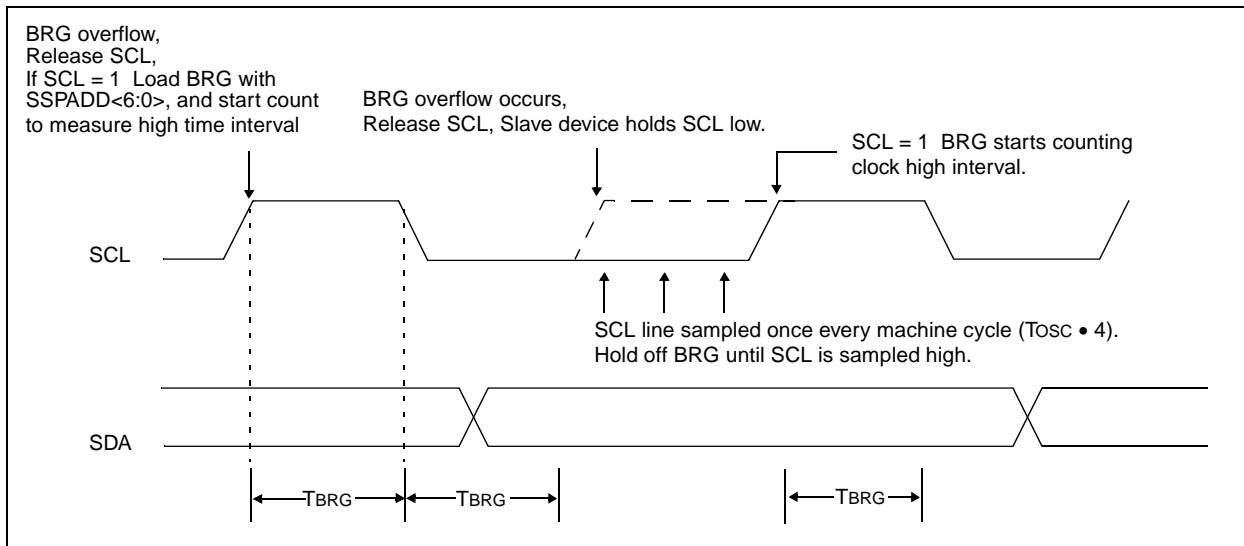 BRG overflow,
Release SCL,
If SCL = 1 Load BRG with
SSPADD<6:0>, and start count
to measure high time interval
BRG overflow occurs,
Release SCL, Slave device holds SCL low.
SCL = 1 BRG starts counting
clock high interval.
SCL
SCL line sampled once every machine cycle (TOSC • 4).
Hold off BRG until SCL is sampled high.
SDA
TBRG
TBRG
TBRG